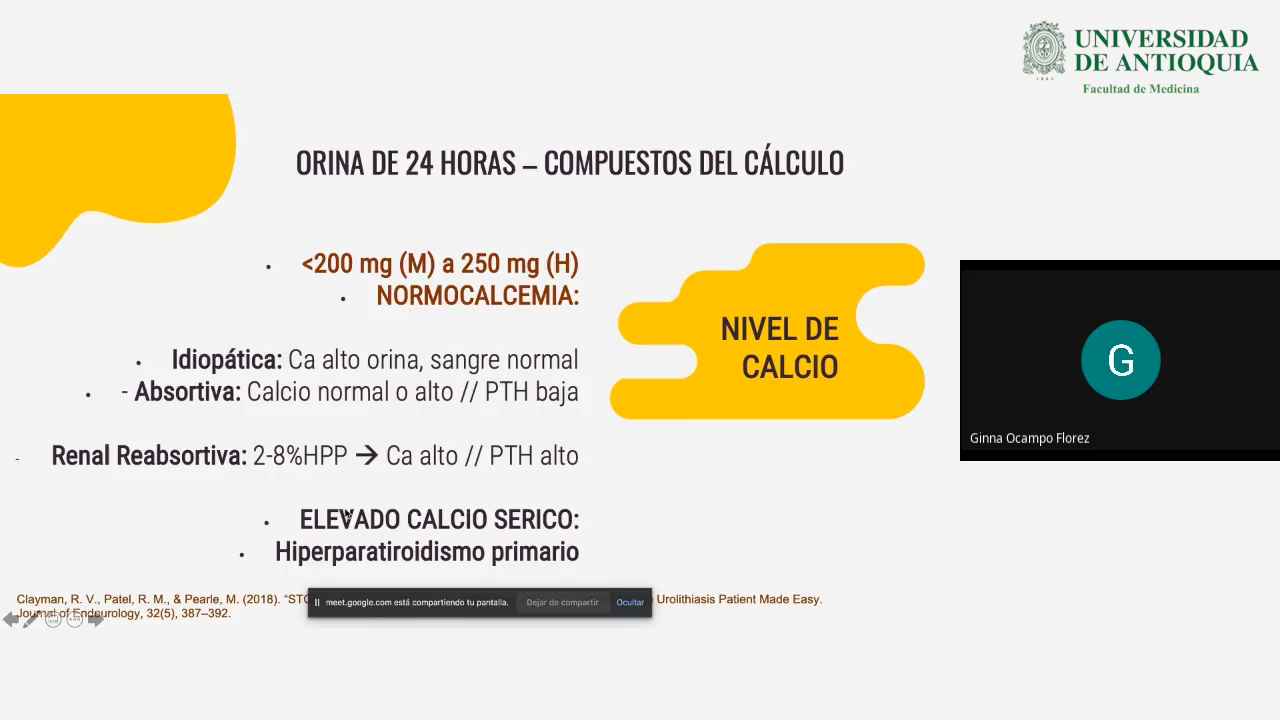 UNIVERSIDAD
DE ANTIOQUIA
1803
Facultad de Medicina
ORINA DE 24 HORAS – COMPUESTOS DEL CÁLCULO
• <200 mg (M) a 250 mg (H)
• NORMOCALCEMIA:
• Idiopática: Ca alto orina, sangre normal
• - Absortiva: Calcio normal o alto // PTH baja
- Renal Reabsortiva: 2-8%HPP → Ca alto // PTH alto
• ELEVADO CALCIO SERICO:
• Hiperparatiroidismo primario
NIVEL DE
CALCIO
G
Ginna Ocampo Florez
Clayman, R. V., Patel, R. M., & Pearle, M. (2018). “STO Urolithiasis Patient Made Easy.
Journal of Endourology, 32(5), 387–392.
meet.google.com está compartiendo tu pantalla. Dejar de compartir Ocultar